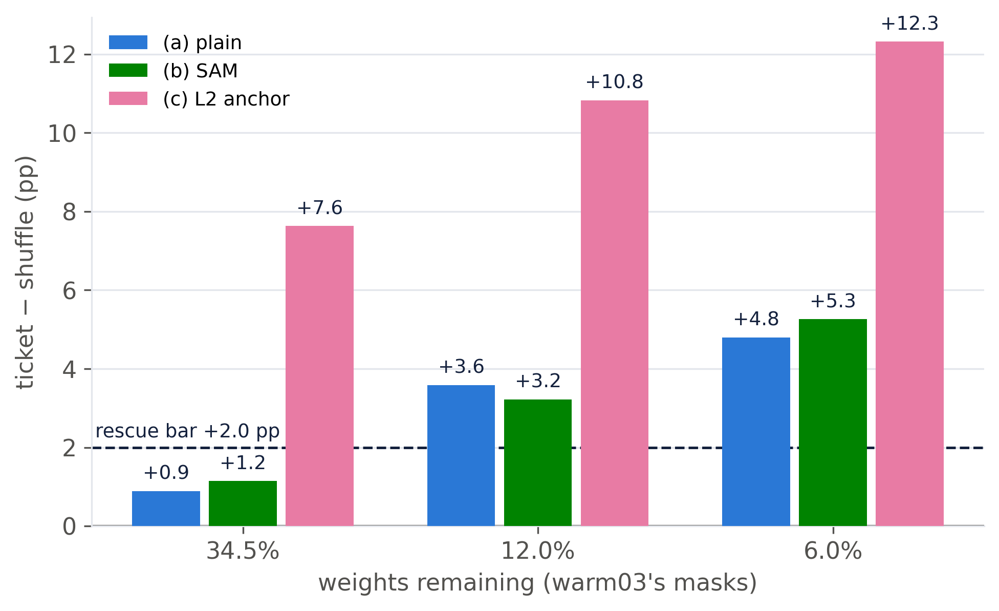 (a) plain
(b) SAM
(c) L2 anchor
+12.3
+10.8
+7.6
+5.3
+4.8
+3.6
+3.2
rescue bar +2.0 pp
+1.2
+0.9
12
10
8
6
4
2
0
ticket − shuffle (pp)
34.5% 12.0% 6.0%
weights remaining (warm03's masks)